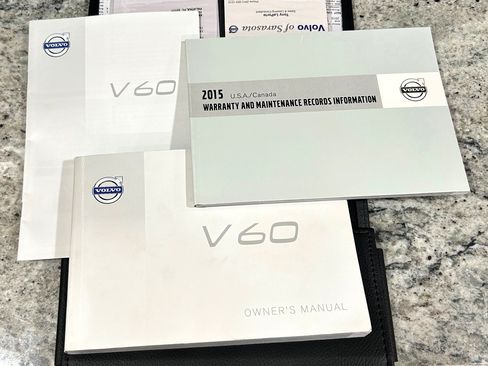 Volvo of Sarasota
VOLVO
V60
2015 U.S.A./Canada
WARRANTY AND MAINTENANCE RECORDS INFORMATION
VOLVO
VOLVO
V60
OWNER'S MANUAL